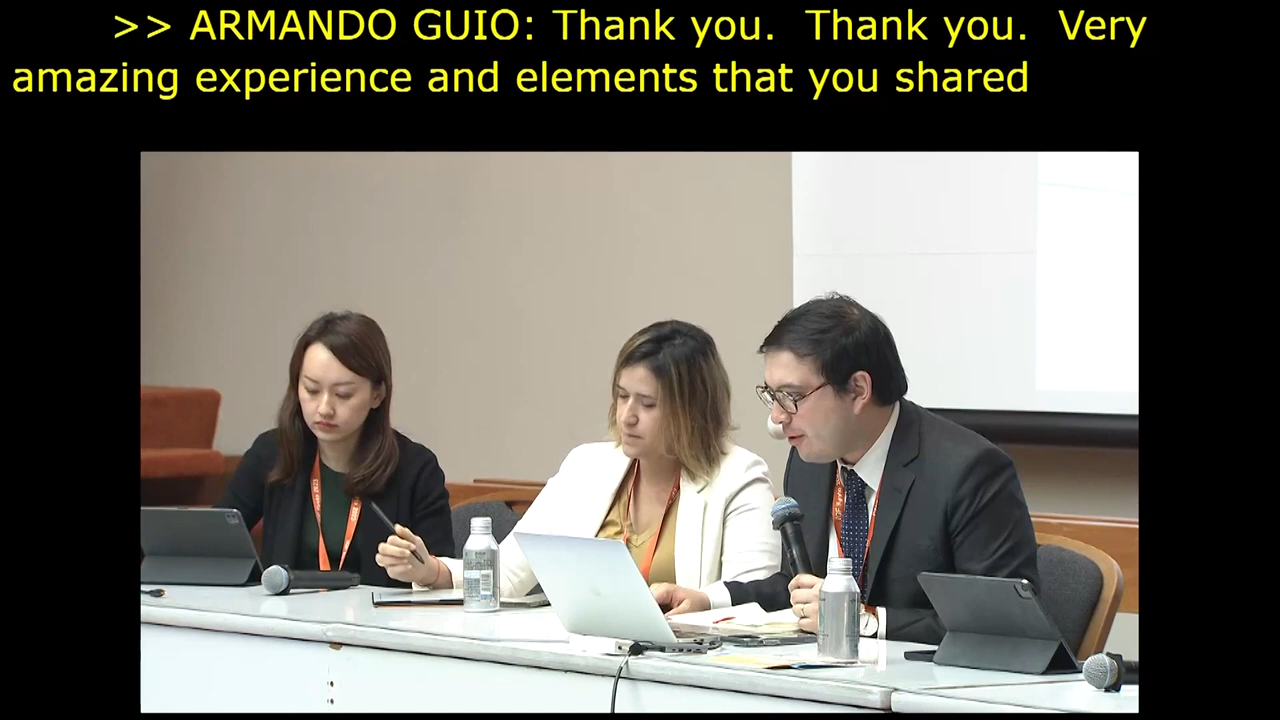 >> ARMANDO GUIO: Thank you.  Thank you.  Very
amazing experience and elements that you shared